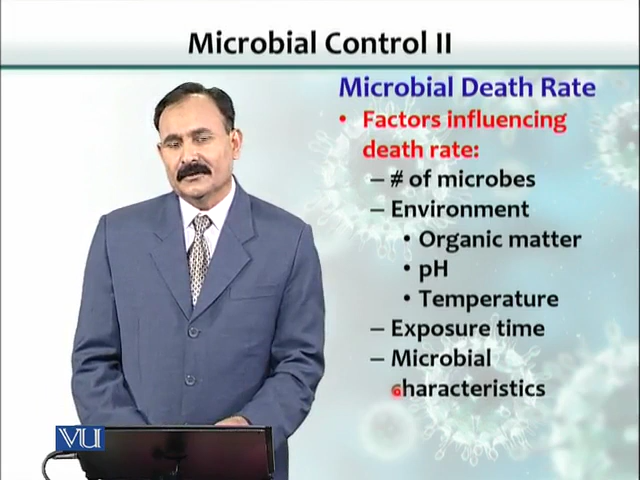 Microbial Control II
Microbial Death Rate
• Factors influencing
death rate:
– # of microbes
– Environment
• Organic matter
• pH
• Temperature
– Exposure time
– Microbial
characteristics
VU